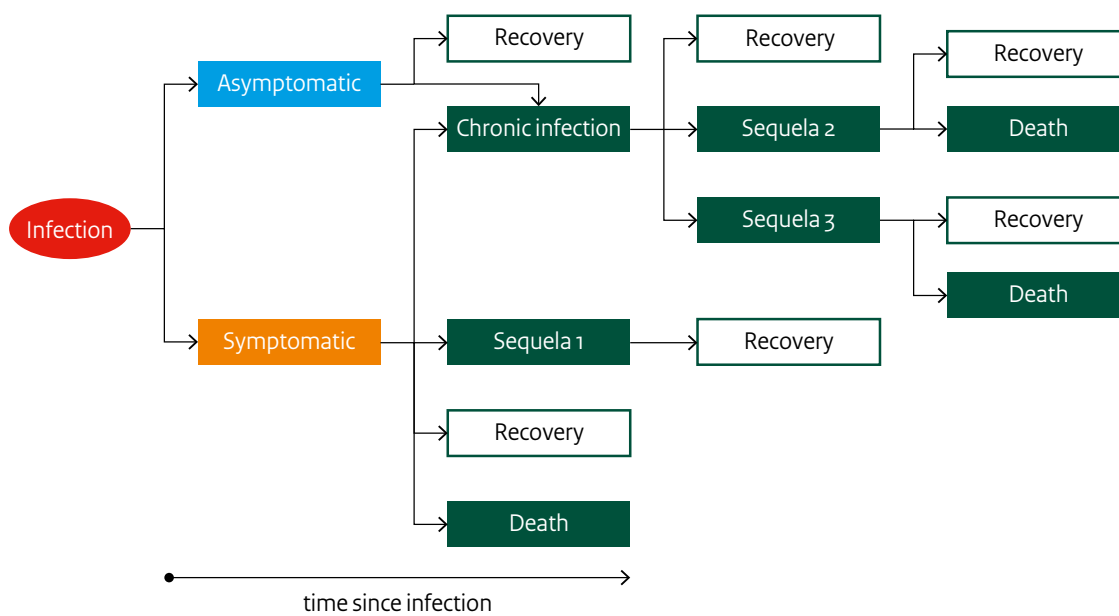 Recovery
Recovery
Recovery
Asymptomatic
Chronic infection
Sequela 2
Death
Infection
Sequela 3
Recovery
Death
Symptomatic
Sequela 1
Recovery
Recovery
Death
time since infection